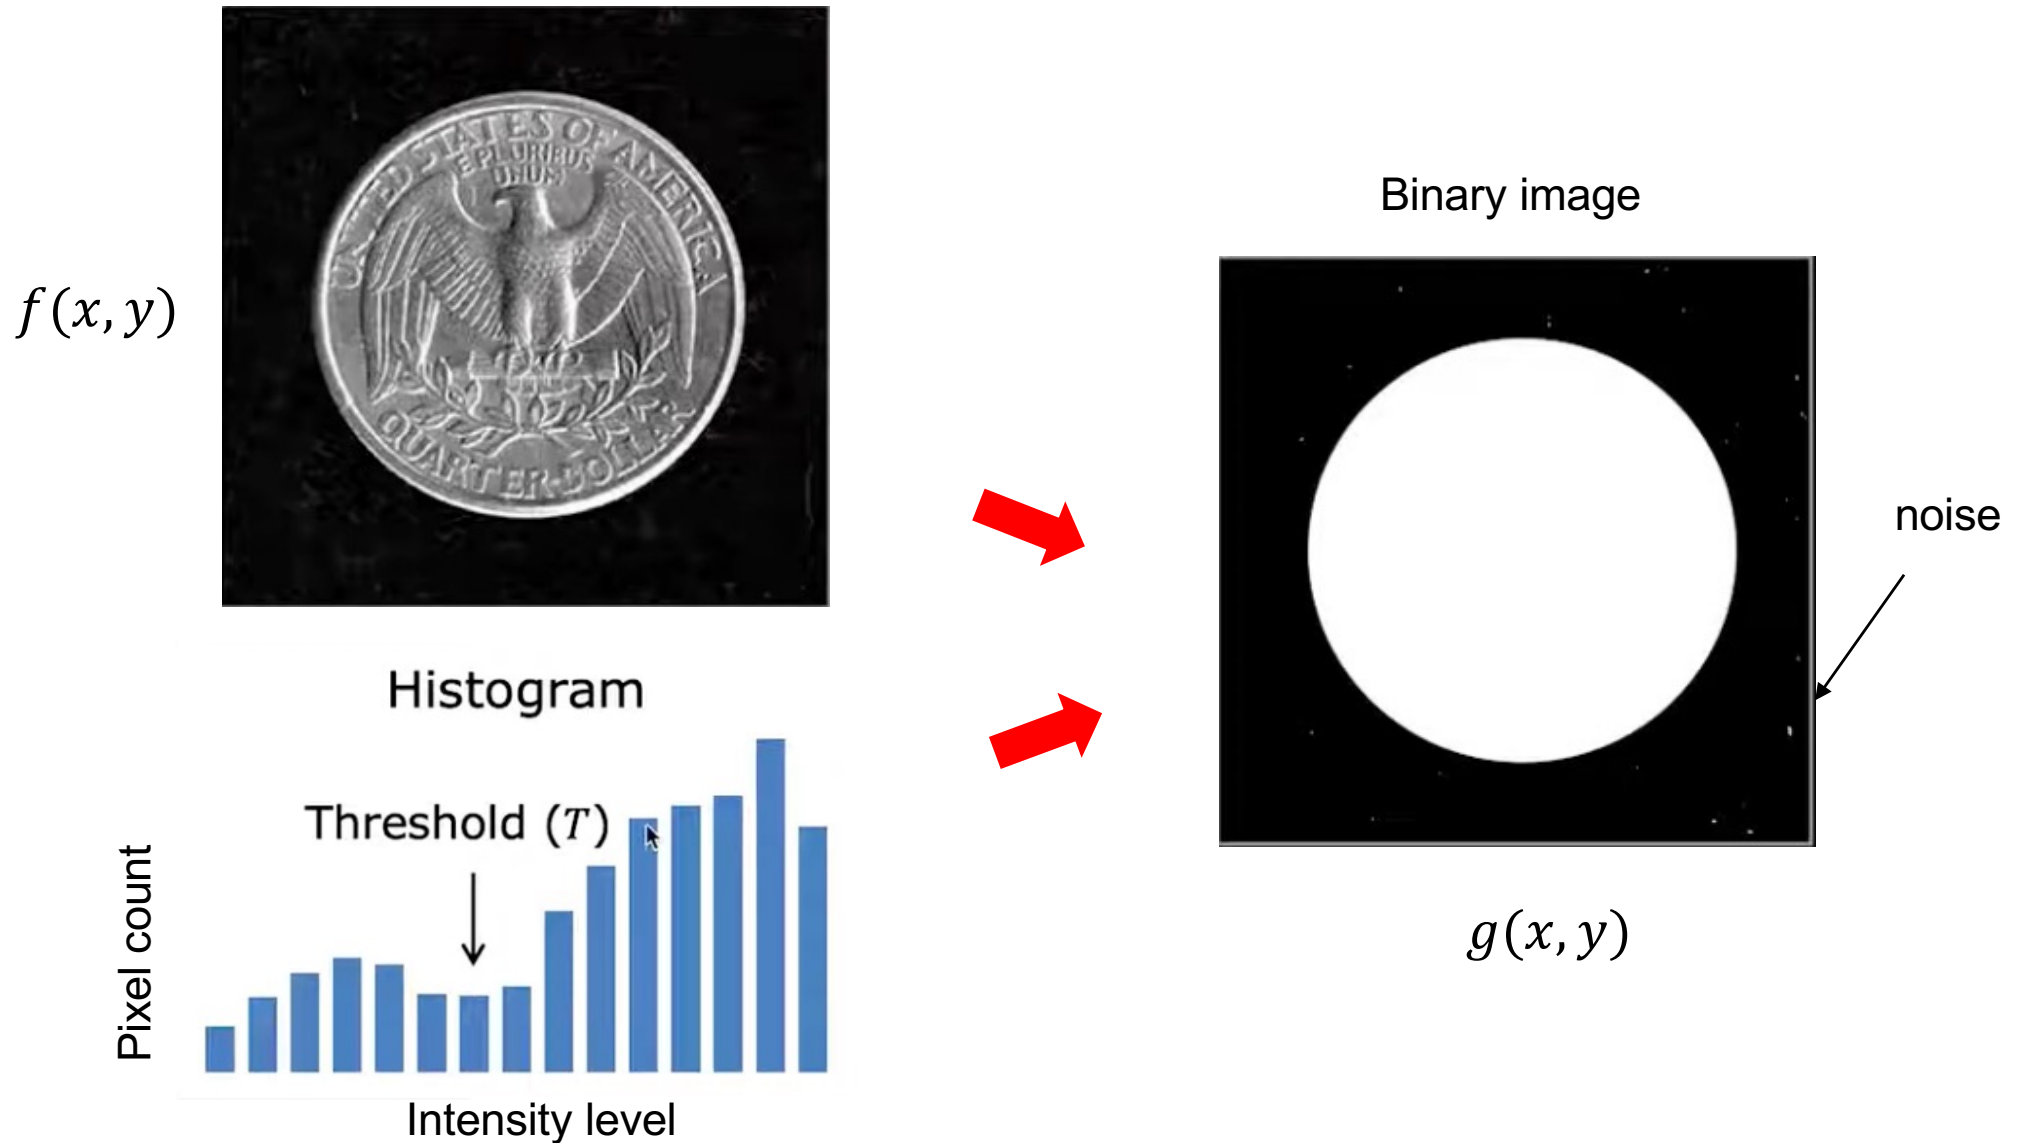 f(x, y)
UNITED STATES OF AMERICA
E PLURIBUS
UNUM
QUARTER DOLLAR
Histogram
Threshold (T)
Pixel count
Intensity level
Binary image
noise
g(x, y)